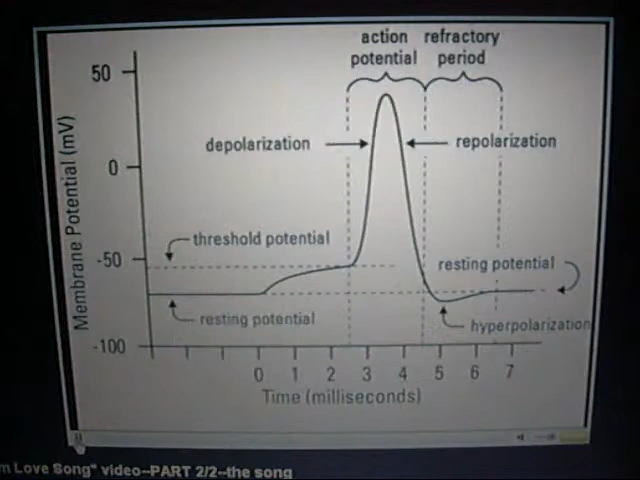 action refractory
potential period
50
depolarization
repolarization
0
Membrane Potential (mV)
threshold potential
-50
resting potential
resting potential
hyperpolarization
-100
0 1 2 3 4 5 6 7
Time (milliseconds)
m Love Song" video--PART 2/2--the song